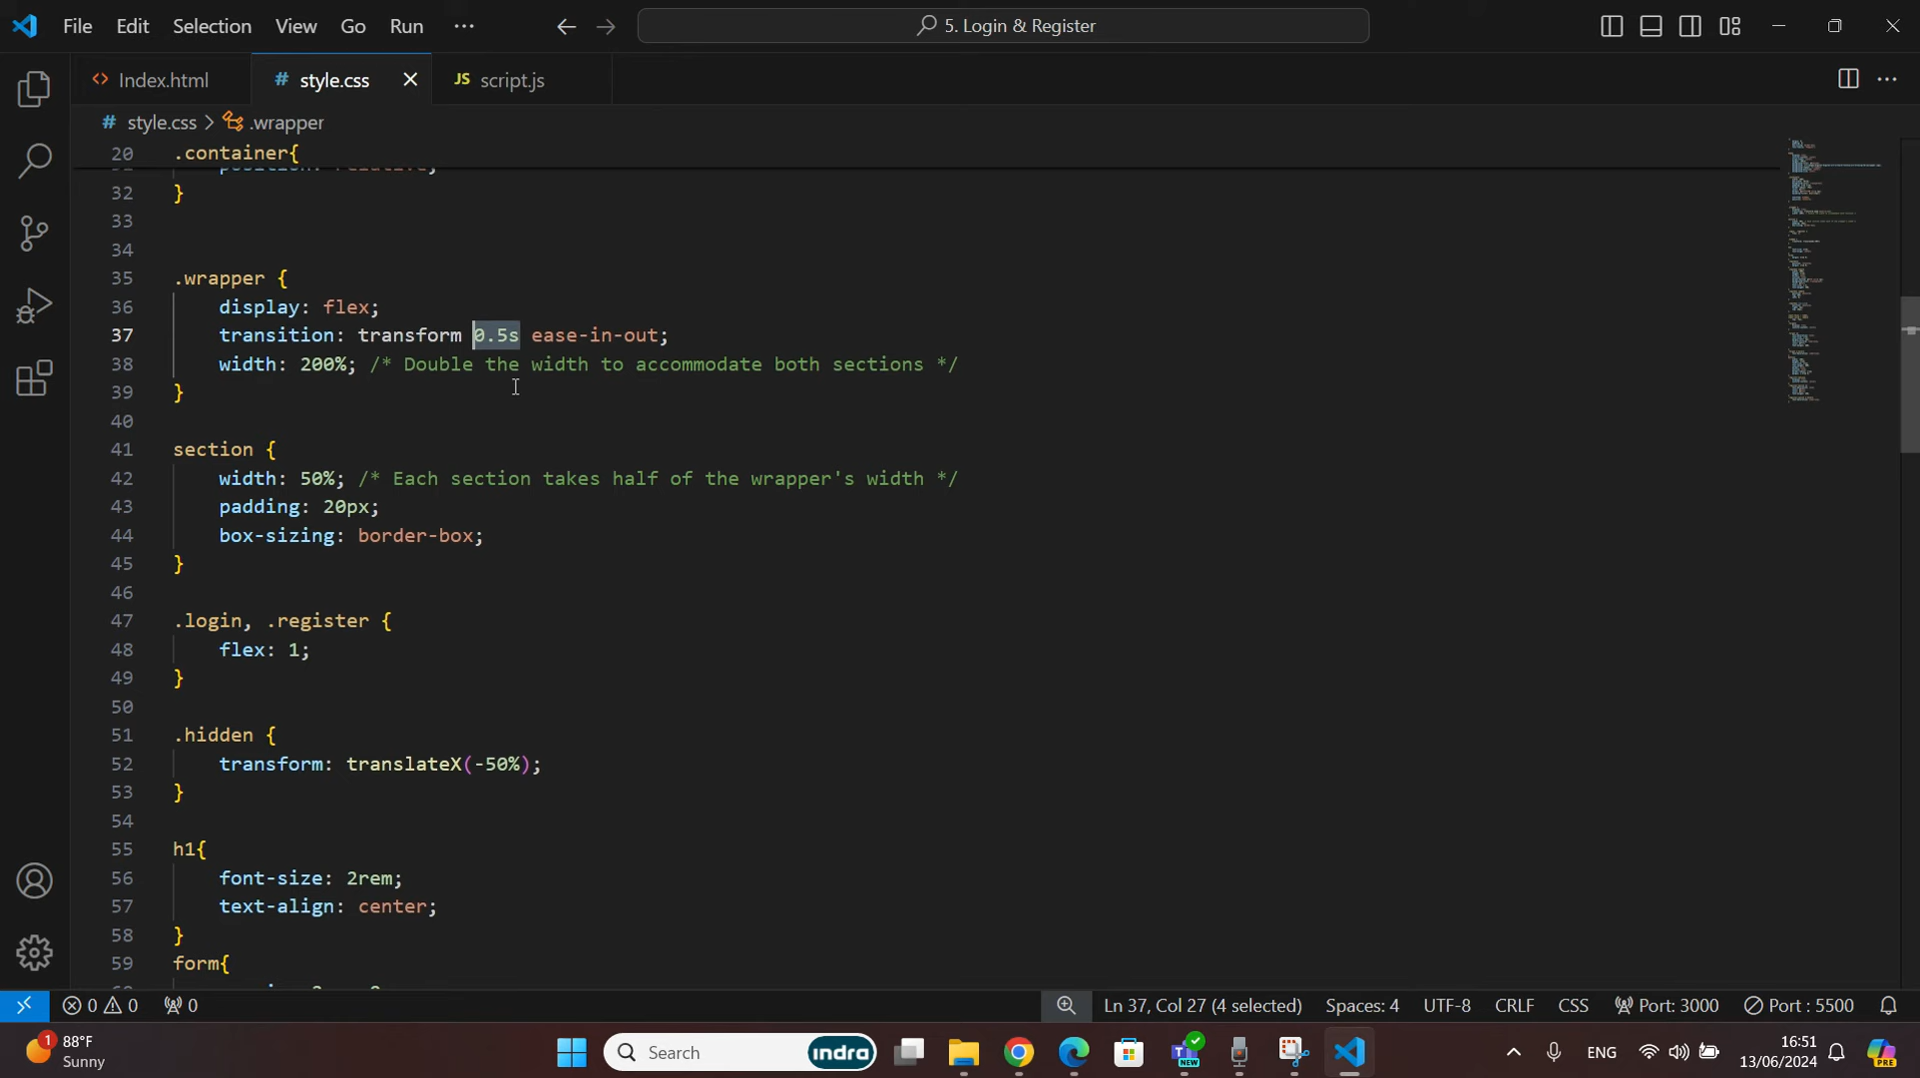 File Edit Selection View Go Run ··· 5. Login & Register
Index.html # style.css JS script.js
# style.css > .wrapper
20 .container{
32 }
33
34
35 .wrapper {
36 display: flex;
37 transition: transform 0.5s ease-in-out;
38 width: 200%; /* Double the width to accommodate both sections */
39 }
40
41 section {
42 width: 50%; /* Each section takes half of the wrapper's width */
43 padding: 20px;
44 box-sizing: border-box;
45 }
46
47 .login, .register {
48 flex: 1;
49 }
50
51 .hidden {
52 transform: translateX(-50%);
53 }
54
55 h1{
56 font-size: 2rem;
57 text-align: center;
58 }
59 form{
0 0 0 Ln 37, Col 27 (4 selected) Spaces: 4 UTF-8 CRLF CSS Port: 3000 Port : 5500
1 88°F Search indra NEW ENG 16:51 PRE
Sunny 13/06/2024